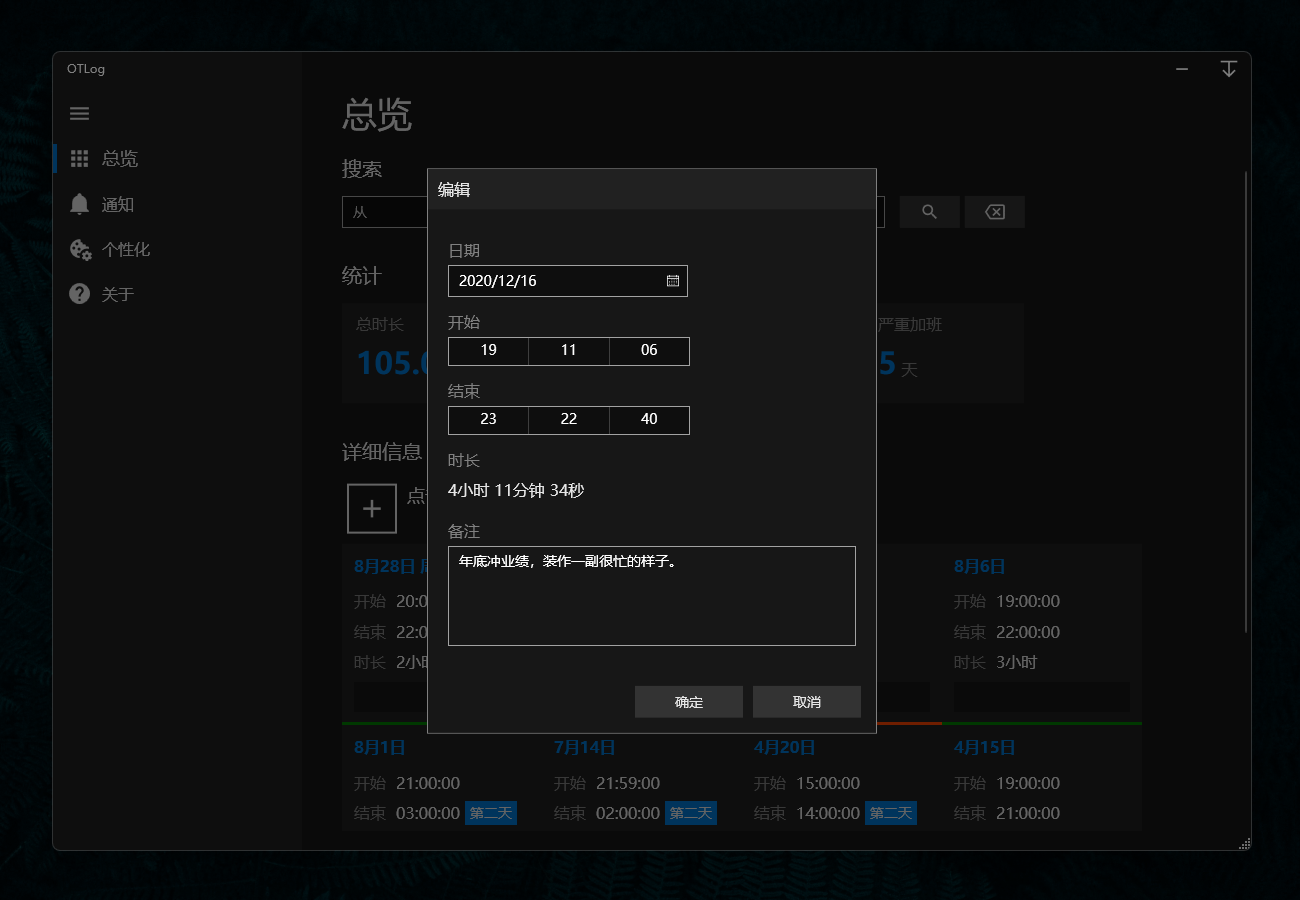 OTLog
总览
通知
个性化
关于
总览
搜索
从
统计
总时长
105.0
严重加班
5 天
详细信息
编辑
日期
2020/12/16
开始
19 11 06
结束
23 22 40
时长
4小时 11分钟 34秒
备注
年底冲业绩，装作一副很忙的样子。
确定 取消
8月28日
开始 20:0
结束 22:0
时长 2小时
8月6日
开始 19:00:00
结束 22:00:00
时长 3小时
8月1日
开始 21:00:00
结束 03:00:00 第二天
7月14日
开始 21:59:00
结束 02:00:00 第二天
4月20日
开始 15:00:00
结束 14:00:00 第二天
4月15日
开始 19:00:00
结束 21:00:00